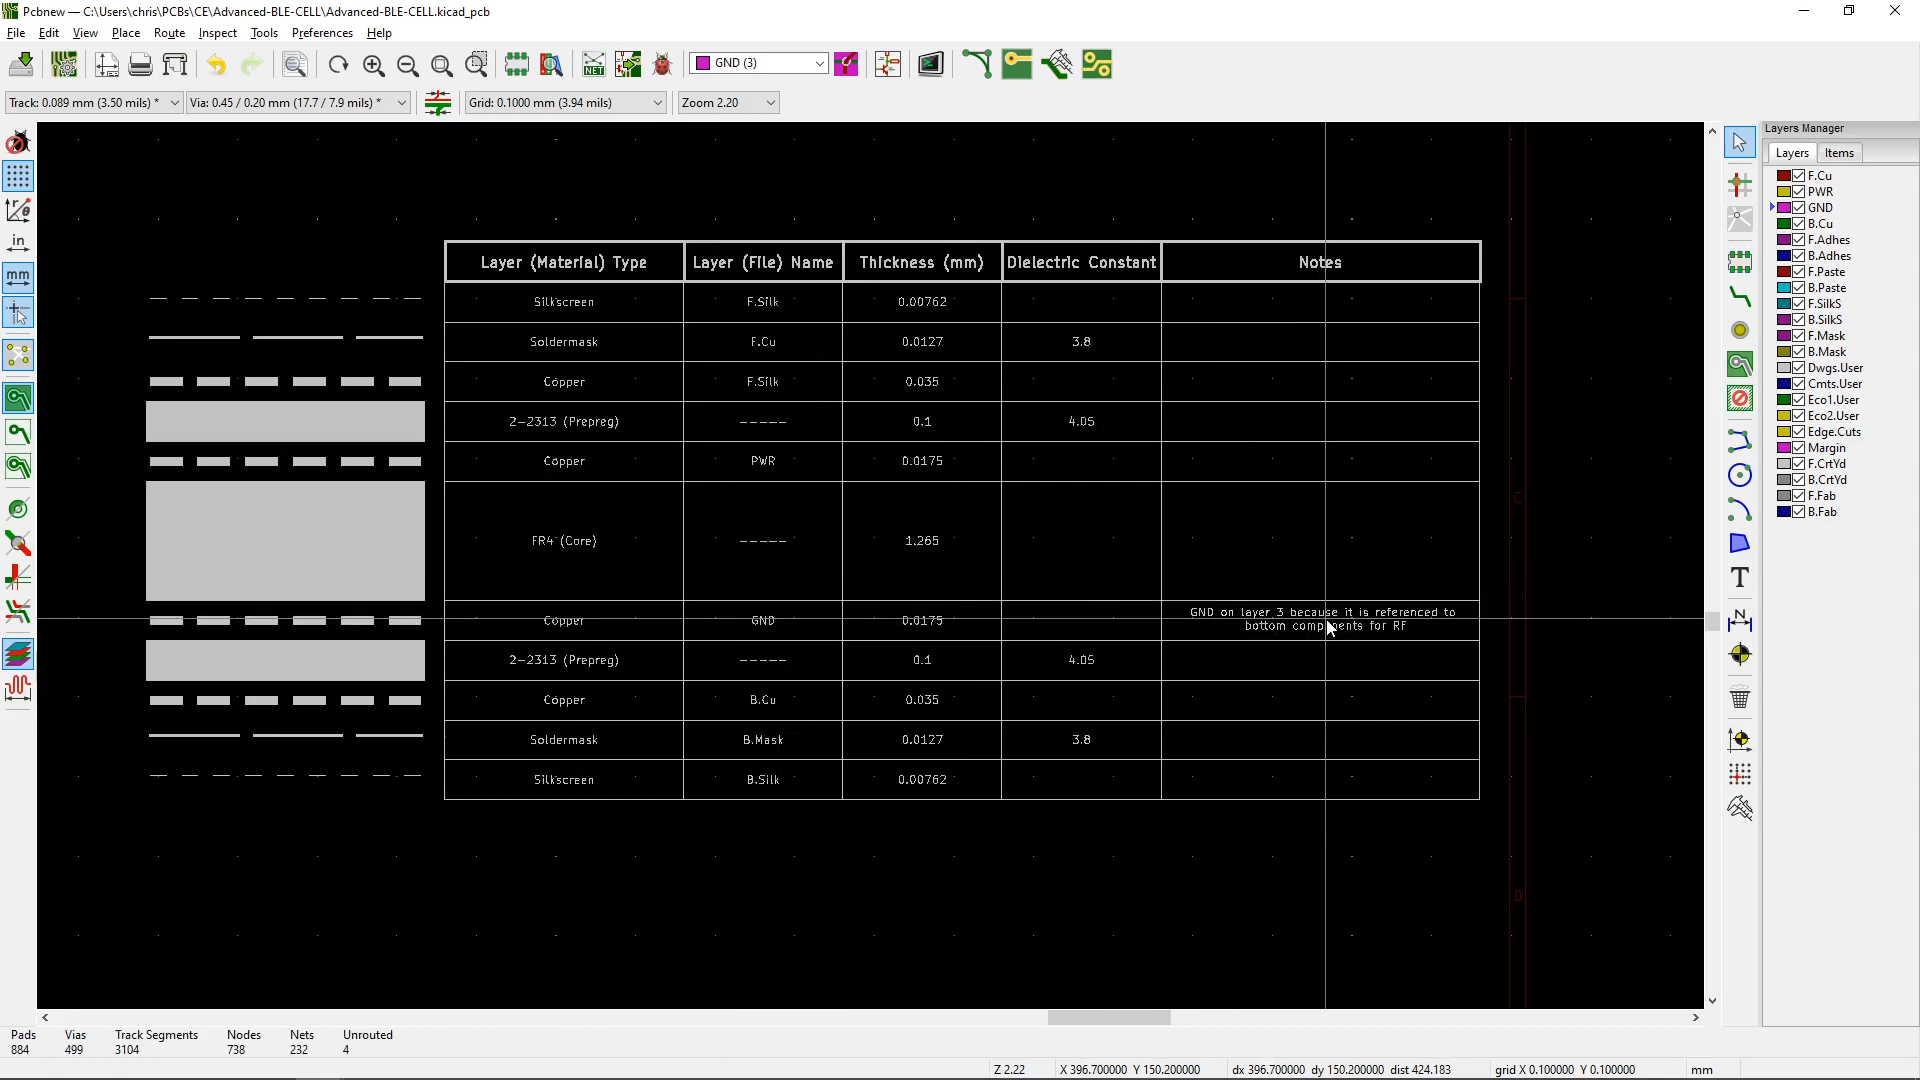 Pcbnew — C:\Users\chris\PCBs\CE\Advanced-BLE-CELL\Advanced-BLE-CELL.kicad_pcb
File Edit View Place Route Inspect Tools Preferences Help
NET GND (3)
Track: 0.089 mm (3.50 mils) * Via: 0.45 / 0.20 mm (17.7 / 7.9 mils) * Grid: 0.1000 mm (3.94 mils) Zoom 2.20
in
mm
Layer (Material) Type Layer (File) Name Thickness (mm) Dielectric Constant Notes
Silkscreen F.Silk 0.00762
Soldermask F.Cu 0.0127 3.8
Copper F.Silk 0.035
2-2313 (Prepreg) ----- 0.1 4.05
Copper PWR 0.0175
FR4 (Core) ----- 1.265
Copper GND 0.0175 GND on layer 3 because it is referenced to
bottom components for RF
2-2313 (Prepreg) ----- 0.1 4.05
Copper B.Cu 0.035
Soldermask B.Mask 0.0127 3.8
Silkscreen B.Silk 0.00762
C
D
Layers Manager
Layers Items
F.Cu
PWR
GND
B.Cu
F.Adhes
B.Adhes
F.Paste
B.Paste
F.SilkS
B.SilkS
F.Mask
B.Mask
Dwgs.User
Cmts.User
Eco1.User
Eco2.User
Edge.Cuts
Margin
F.CrtYd
B.CrtYd
F.Fab
B.Fab
Pads Vias Track Segments Nodes Nets Unrouted
884 499 3104 738 232 4
Z 2.22 X 396.700000 Y 150.200000 dx 396.700000 dy 150.200000 dist 424.183 grid X 0.100000 Y 0.100000 mm